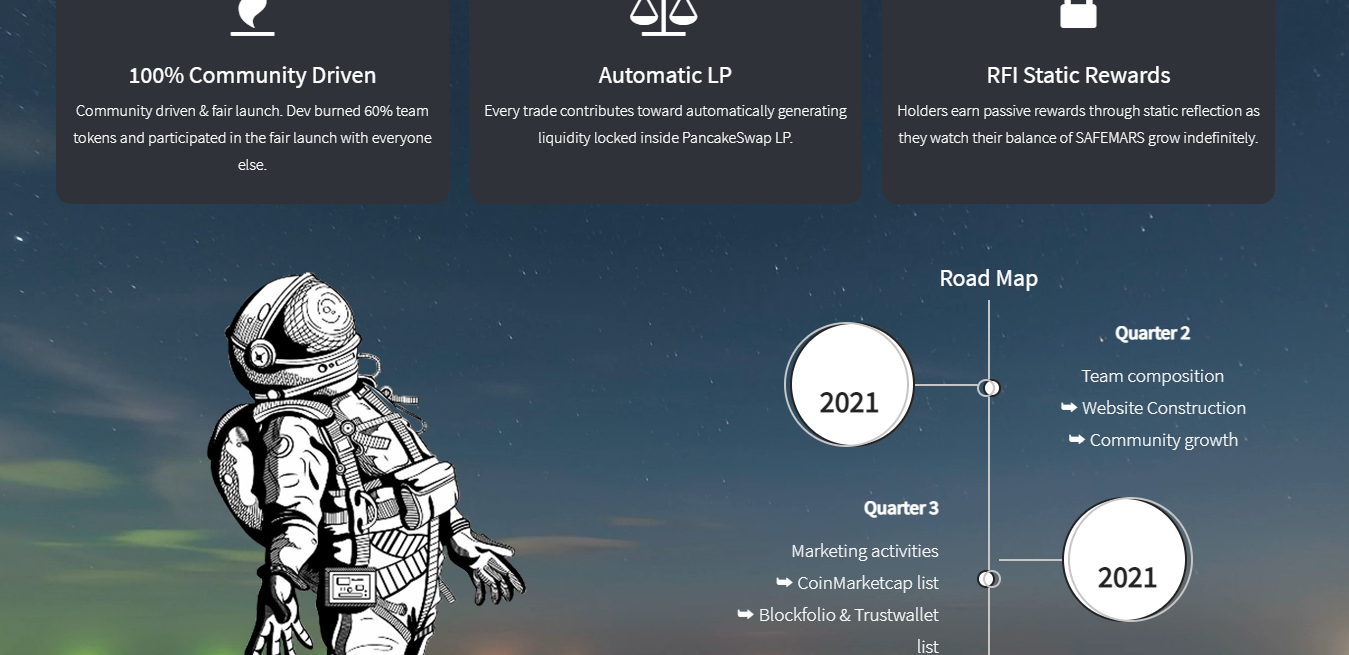 100% Community Driven
Community driven & fair launch. Dev burned 60% team
tokens and participated in the fair launch with everyone
else.
Automatic LP
Every trade contributes toward automatically generating
liquidity locked inside PancakeSwap LP.
RFI Static Rewards
Holders earn passive rewards through static reflection as
they watch their balance of SAFEMARS grow indefinitely.
Road Map
2021
Quarter 2
Team composition
➥ Website Construction
➥ Community growth
Quarter 3
Marketing activities
➥ CoinMarketcap list
➥ Blockfolio & Trustwallet
list
2021